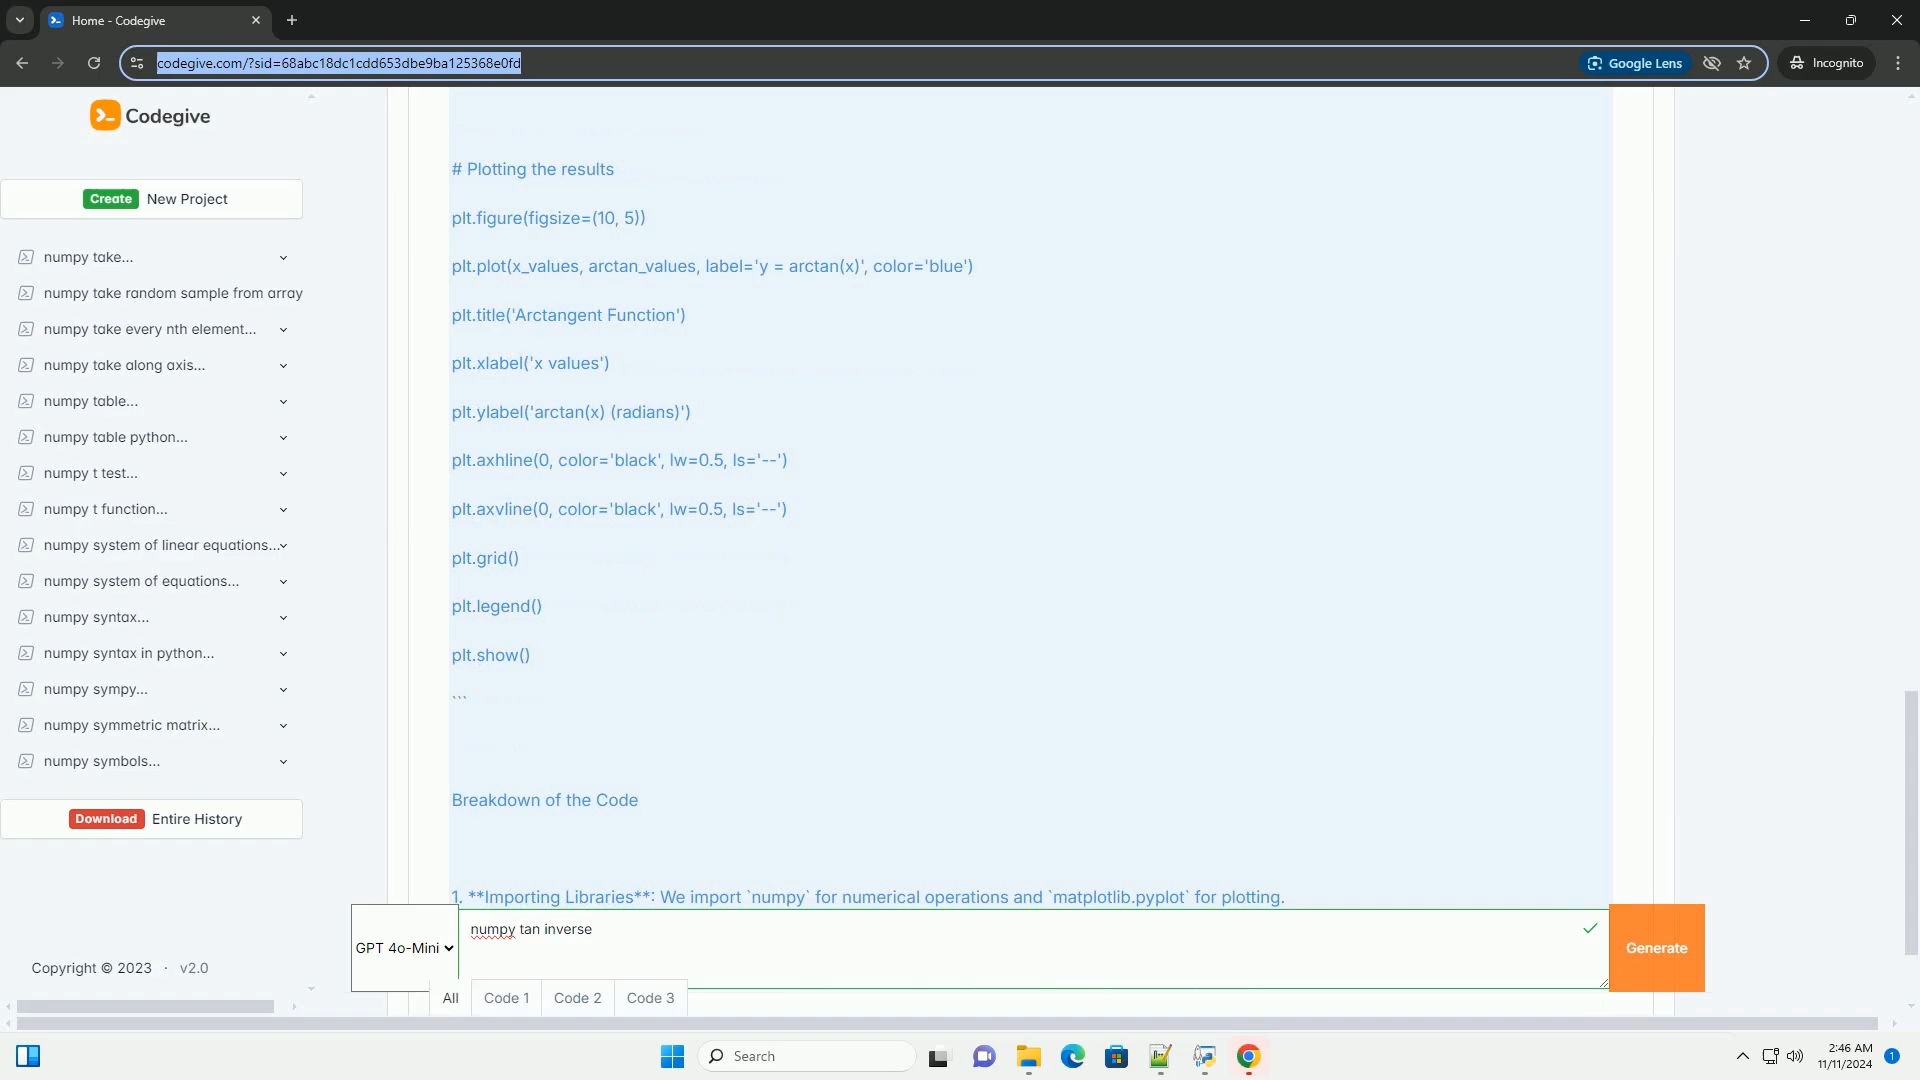 Home - Codegive
codegive.com/?sid=68abc18dc1cdd653dbe9ba125368e0fd
Google Lens
Incognito
Codegive
Create New Project
numpy take...
numpy take random sample from array
numpy take every nth element...
numpy take along axis...
numpy table...
numpy table python...
numpy t test...
numpy t function...
numpy system of linear equations...
numpy system of equations...
numpy syntax...
numpy syntax in python...
numpy sympy...
numpy symmetric matrix...
numpy symbols...
Download Entire History
Copyright © 2023 · v2.0
# Plotting the results
plt.figure(figsize=(10, 5))
plt.plot(x_values, arctan_values, label='y = arctan(x)', color='blue')
plt.title('Arctangent Function')
plt.xlabel('x values')
plt.ylabel('arctan(x) (radians)')
plt.axhline(0, color='black', lw=0.5, ls='--')
plt.axvline(0, color='black', lw=0.5, ls='--')
plt.grid()
plt.legend()
plt.show()
```
Breakdown of the Code
1. **Importing Libraries**: We import `numpy` for numerical operations and `matplotlib.pyplot` for plotting.
GPT 4o-Mini
numpy tan inverse
Generate
All Code 1 Code 2 Code 3
Search
2:46 AM
11/11/2024
1